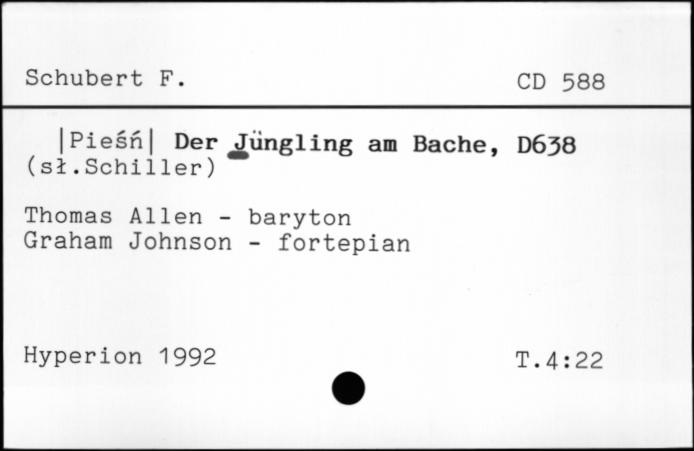 Schubert F. CD 588
|Pieśń| Der Jüngling am Bache, D638
(sł.Schiller)
Thomas Allen - baryton
Graham Johnson - fortepian
Hyperion 1992 T.4:22